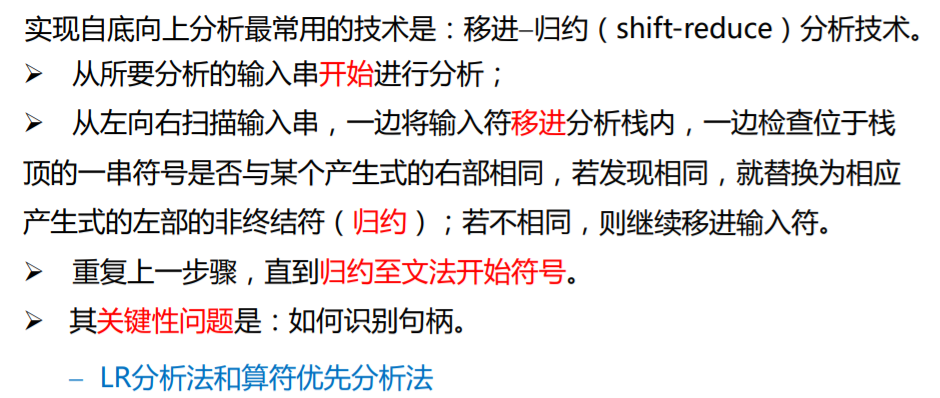 实现自底向上分析最常用的技术是：移进–归约（shift-reduce）分析技术。
➢ 从所要分析的输入串开始进行分析；
➢ 从左向右扫描输入串，一边将输入符移进分析栈内，一边检查位于栈
顶的一串符号是否与某个产生式的右部相同，若发现相同，就替换为相应
产生式的左部的非终结符（归约）；若不相同，则继续移进输入符。
➢ 重复上一步骤，直到归约至文法开始符号。
➢ 其关键性问题是：如何识别句柄。
– LR分析法和算符优先分析法